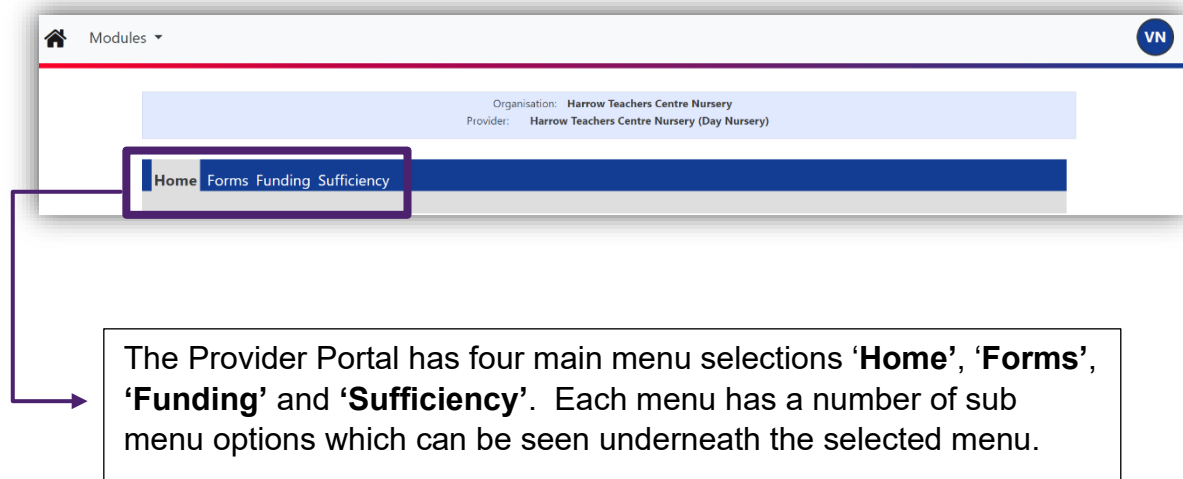 Modules
VN
Organisation: Harrow Teachers Centre Nursery
Provider: Harrow Teachers Centre Nursery (Day Nursery)
Home Forms Funding Sufficiency
The Provider Portal has four main menu selections ‘Home’, ‘Forms’,
‘Funding’ and ‘Sufficiency’. Each menu has a number of sub
menu options which can be seen underneath the selected menu.